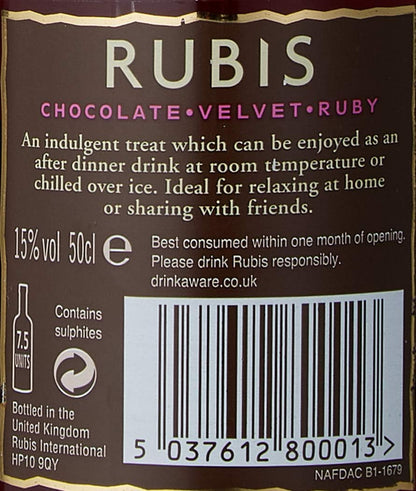 RUBIS
CHOCOLATE•VELVET•RUBY
An indulgent treat which can be enjoyed as an
after dinner drink at room temperature or
chilled over ice. Ideal for relaxing at home
or sharing with friends.
15% vol 50cl e
Best consumed within one month of opening.
Please drink Rubis responsibly.
drinkaware.co.uk
7.5
UNITS
Contains
sulphites
Bottled in the
United Kingdom
Rubis International
HP10 9QY
5 037612 800013 >
NAFDAC B1-1679